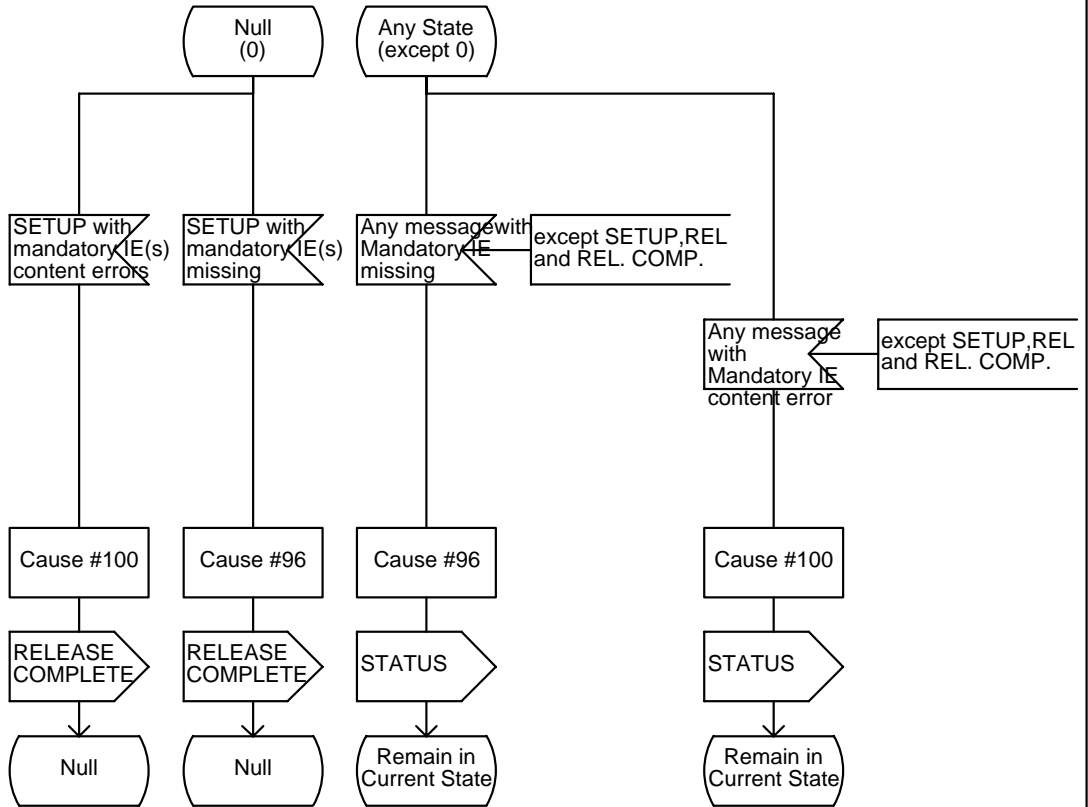 Null
(0)
Any State
(except 0)
SETUP with
mandatory IE(s)
content errors
SETUP with
mandatory IE(s)
missing
Any messagewith
Mandatory IE
missing
except SETUP,REL
and REL. COMP.
Any message
with
Mandatory IE
content error
except SETUP,REL
and REL. COMP.
Cause #100
Cause #96
Cause #96
Cause #100
RELEASE
COMPLETE
RELEASE
COMPLETE
STATUS
STATUS
Null
Null
Remain in
Current State
Remain in
Current State